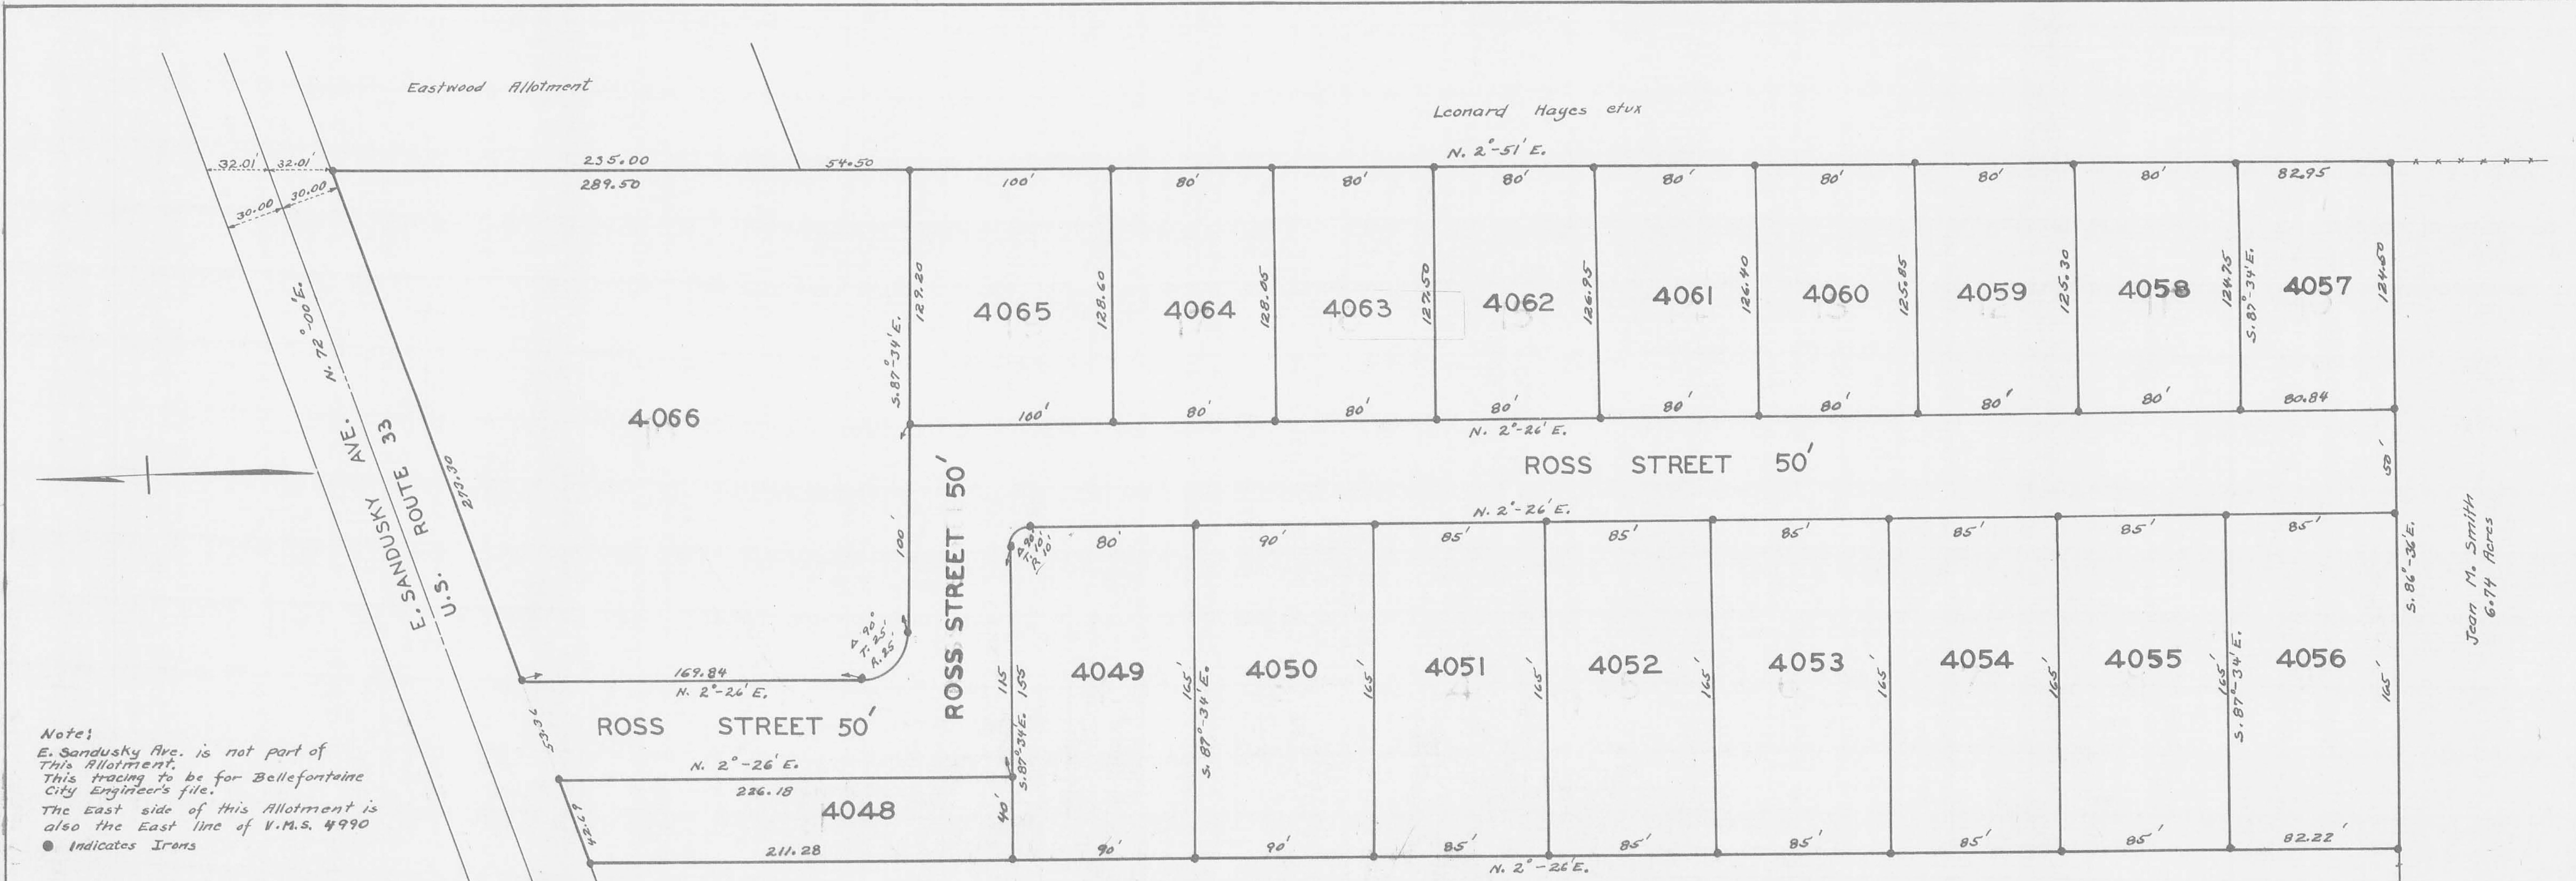 Eastwood Allotment
Leonard Hayes etux
N. 2°-51' E.
32.01' 32.01'
235.00 54.50
289.50
100' 80' 80' 80' 80' 80' 80' 80' 82.95
30.00 30.00
N. 72°-00' E.
E. SANDUSKY AVE.
U.S. ROUTE 33
273.30
4066
S. 87°-34' E.
129.20
4065
128.60
4064
128.05
4063
127.50
4062
126.95
4061
126.40
4060
125.85
4059
125.30
4058
124.75
S. 87°-34' E.
4057
124.50
100' 80' 80' 80' 80' 80' 80' 80' 80.84
N. 2°-26' E.
ROSS STREET 50'
50'
N. 2°-26' E.
ROSS STREET 50'
100'
Δ 90°
T. 25'
R. 25'
Δ 90°
T. 10'
R. 10'
80' 90' 85' 85' 85' 85' 85' 85'
S. 86°-36' E.
Jean M. Smith
6.74 Acres
169.84
N. 2°-26' E.
ROSS STREET 50'
53.36
N. 2°-26' E.
226.18
4048
42.69
211.28
40'
115
S. 87°-34' E. 155
4049
165'
S. 87°-34' E.
4050
165'
4051
165'
4052
165'
4053
165'
4054
165'
4055
165'
S. 87°-34' E.
4056
165'
90' 90' 85' 85' 85' 85' 85' 82.22'
N. 2°-26' E.
Note:
E. Sandusky Ave. is not part of
This Allotment.
This tracing to be for Bellefontaine
City Engineer's file.
The East side of this Allotment is
also the East line of V.M.S. 4990
● Indicates Irons